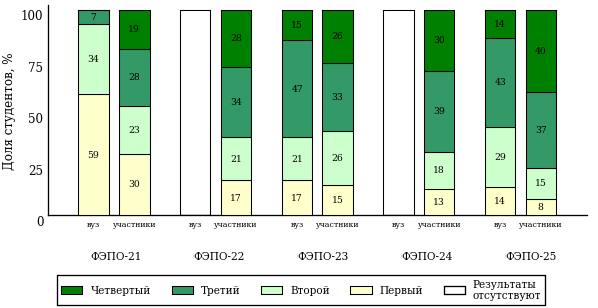 Доля студентов, %
100
75
50
25
0
7 19 28 15 26 30 14 40
34 28 34 47 33 39 43 37
59 23 21 21 26 18 29 15
30 17 17 15 13 14 8
вуз участники вуз участники вуз участники вуз участники вуз участники
ФЭПО-21 ФЭПО-22 ФЭПО-23 ФЭПО-24 ФЭПО-25
Четвертый Третий Второй Первый Результаты
отсутствуют